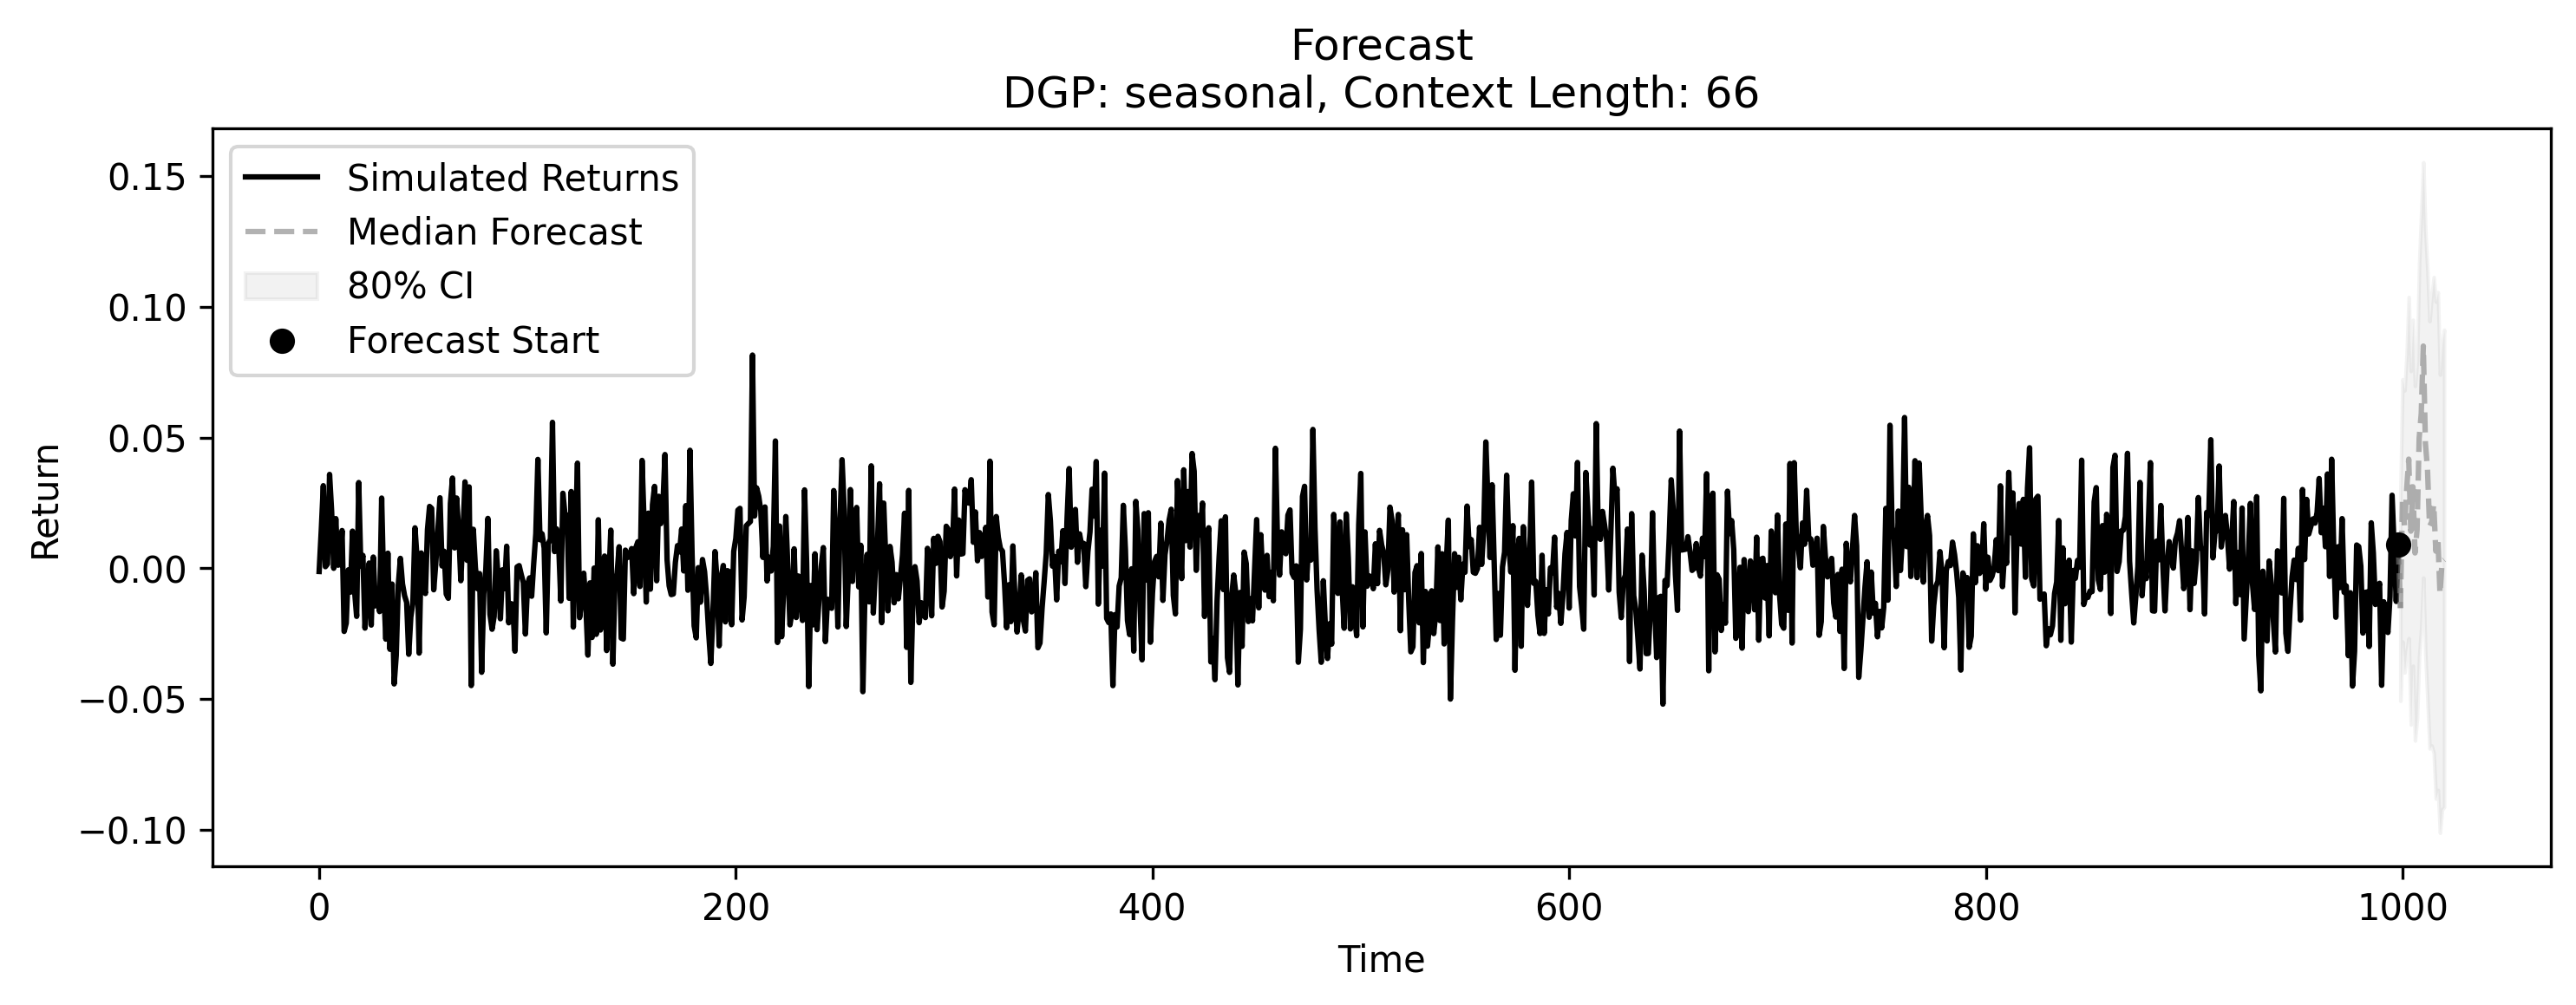 Forecast
DGP: seasonal, Context Length: 66
Simulated Returns
Median Forecast
80% CI
Forecast Start
Return
0.15
0.10
0.05
0.00
−0.05
−0.10
0 200 400 600 800 1000
Time